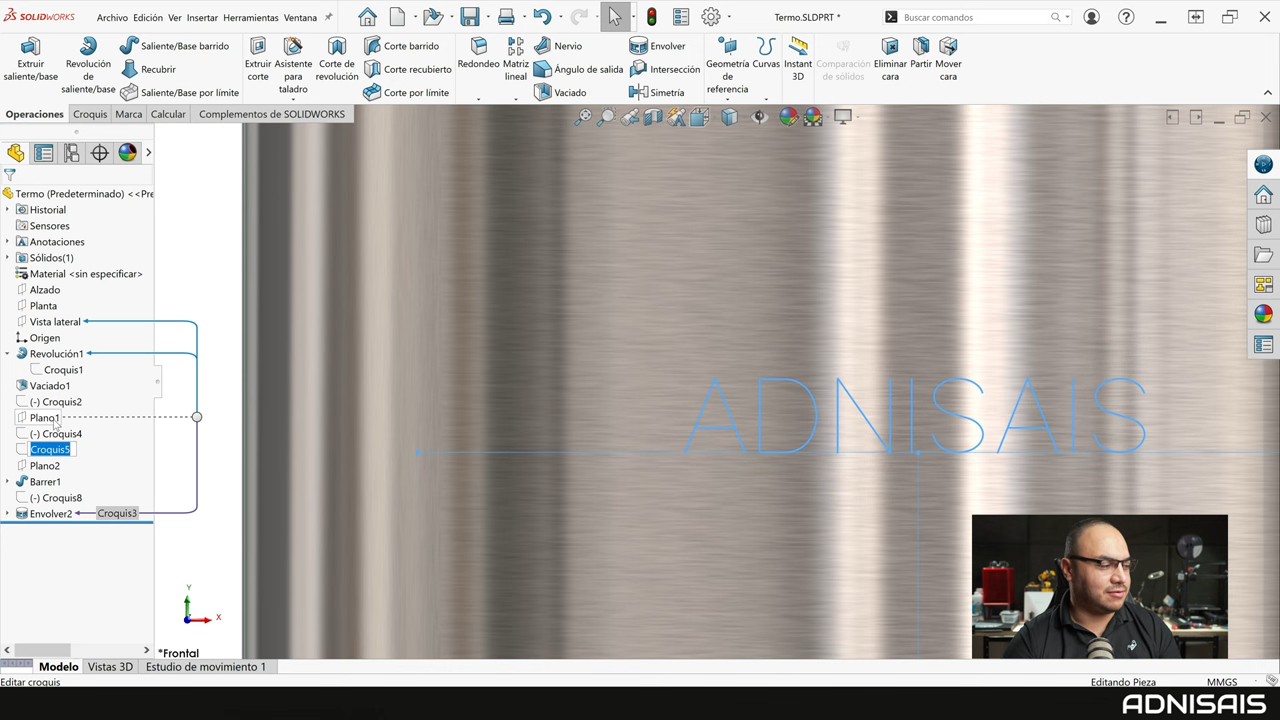 SOLIDWORKS
Archivo Edición Ver Insertar Herramientas Ventana
Termo.SLDPRT *
Buscar comandos
Extruir saliente/base
Revolución de saliente/base
Saliente/Base barrido
Recubrir
Saliente/Base por límite
Extruir corte
Asistente para taladro
Corte de revolución
Corte barrido
Corte recubierto
Corte por límite
Redondeo
Matriz lineal
Nervio
Ángulo de salida
Vaciado
Envolver
Intersección
Simetría
Geometría de referencia
Curvas
Instant 3D
Comparación de sólidos
Eliminar cara
Partir
Mover cara
Operaciones Croquis Marca Calcular Complementos de SOLIDWORKS
Termo (Predeterminado) <<Pre
Historial
Sensores
Anotaciones
Sólidos(1)
Material <sin especificar>
Alzado
Planta
Vista lateral
Origen
Revolución1
Croquis1
Vaciado1
(-) Croquis2
Plano1
(-) Croquis4
Croquis5
Plano2
Barrer1
(-) Croquis8
Envolver2 Croquis3
ADNISAIS
Y
X
*Frontal
Modelo Vistas 3D Estudio de movimiento 1
Editar croquis
Editando Pieza MMGS
ADNISAIS